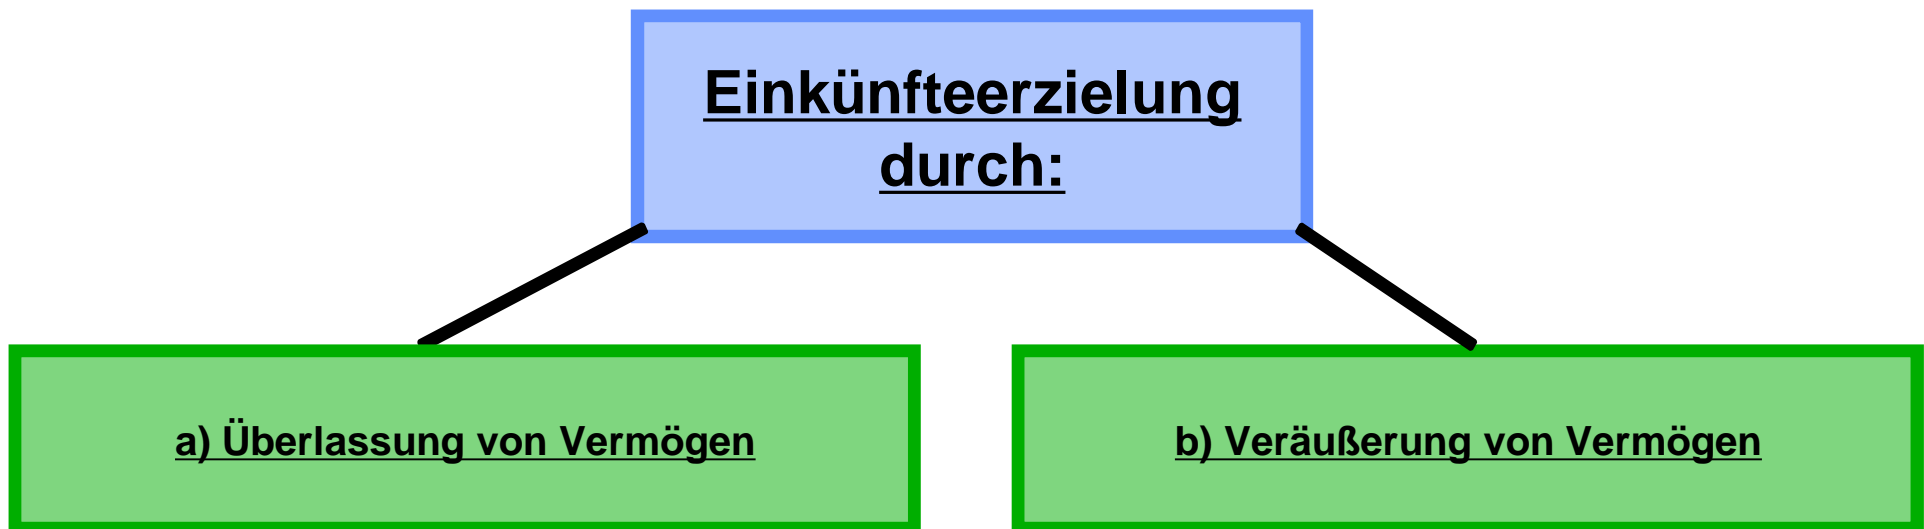 Einkünfteerzielung
durch:
a) Überlassung von Vermögen
b) Veräußerung von Vermögen